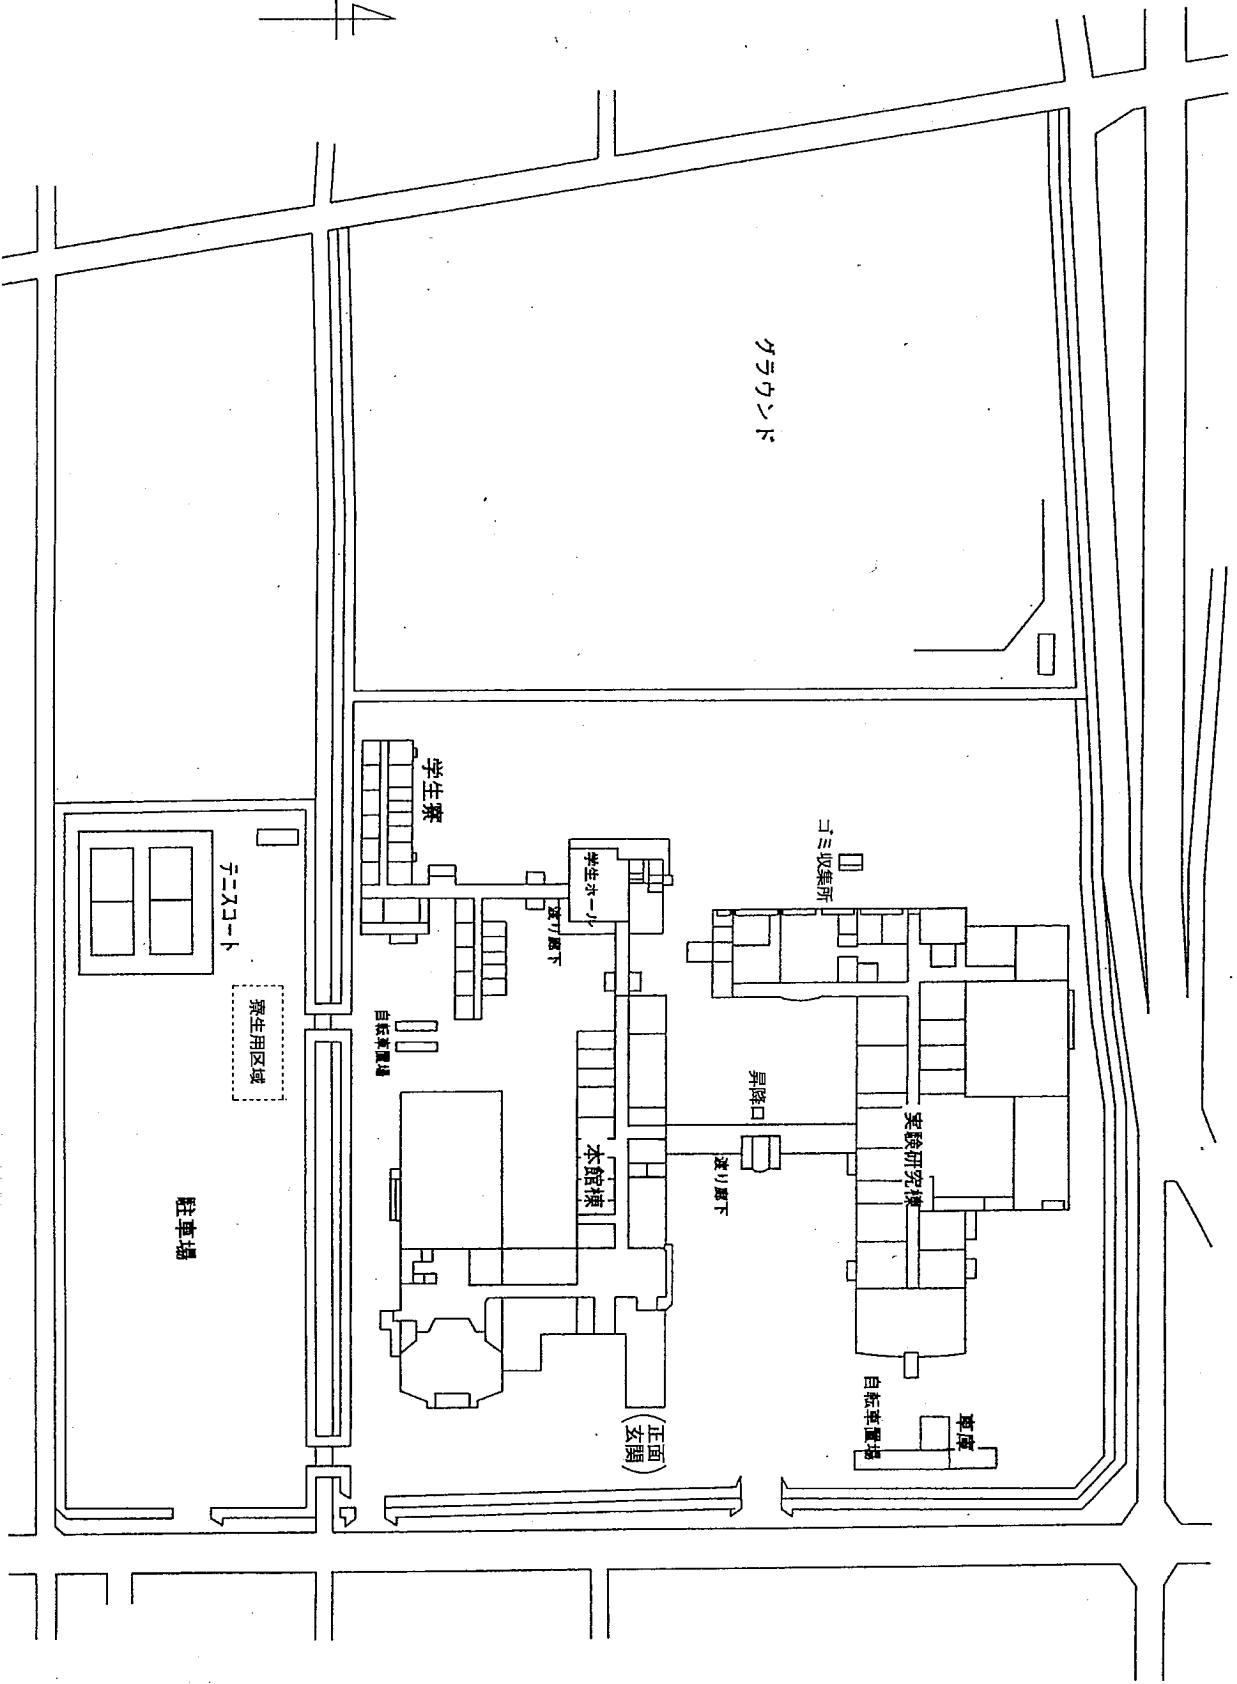 グラウンド
学生寮
ゴミ収集所
学生ホール
テニスコート
渡り廊下
寮生用区域
自転車置場
昇降口
実験研究棟
本館棟
渡り廊下
駐車場
自転車置場
車庫
(正面
玄関)